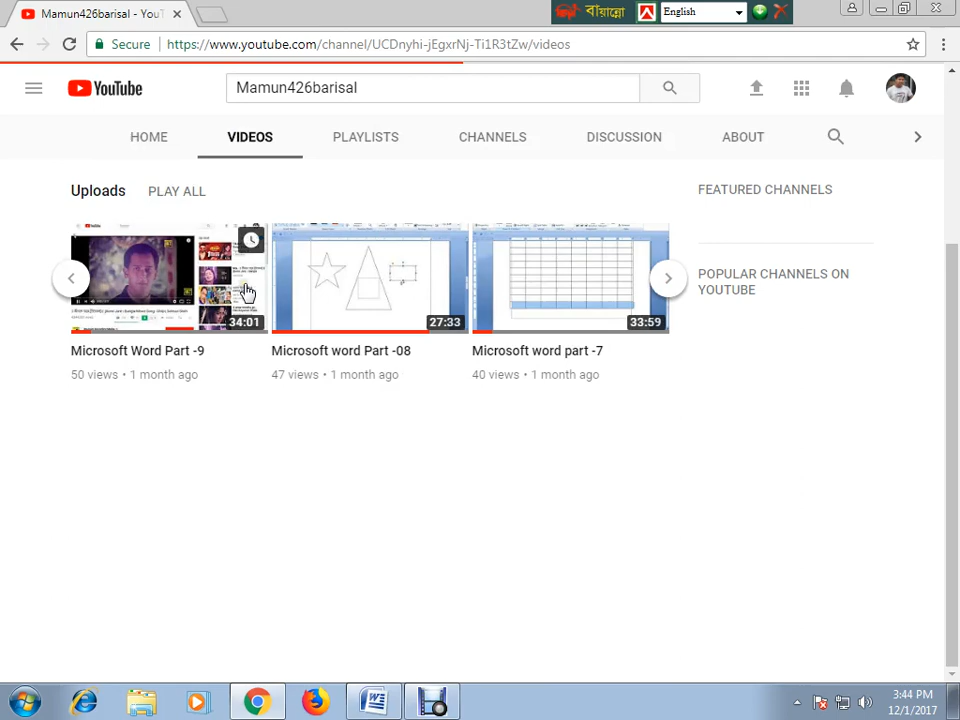 Mamun426barisal - YouT
বায়ান্নো
English
Secure
https://www.youtube.com/channel/UCDnyhi-jEgxrNj-Ti1R3tZw/videos
YouTube
Mamun426barisal
HOME VIDEOS PLAYLISTS CHANNELS DISCUSSION ABOUT
Uploads PLAY ALL
FEATURED CHANNELS
POPULAR CHANNELS ON
YOUTUBE
34:01
27:33
33:59
Microsoft Word Part -9
50 views • 1 month ago
Microsoft word Part -08
47 views • 1 month ago
Microsoft word part -7
40 views • 1 month ago
3:44 PM
12/1/2017